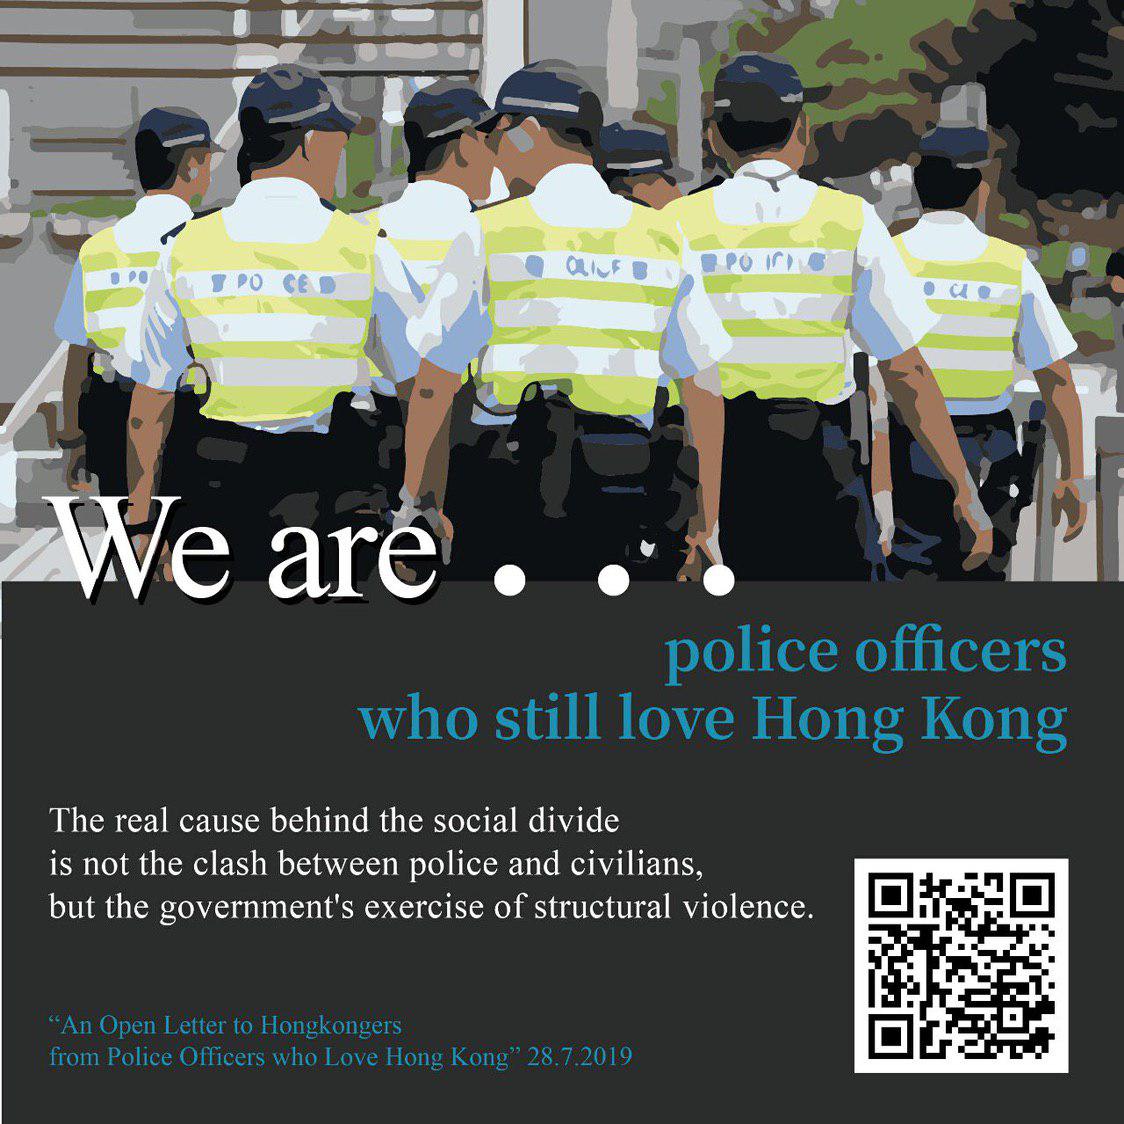 POLICE
We are . . .
police officers
who still love Hong Kong
The real cause behind the social divide
is not the clash between police and civilians,
but the government's exercise of structural violence.
“An Open Letter to Hongkongers
from Police Officers who Love Hong Kong” 28.7.2019